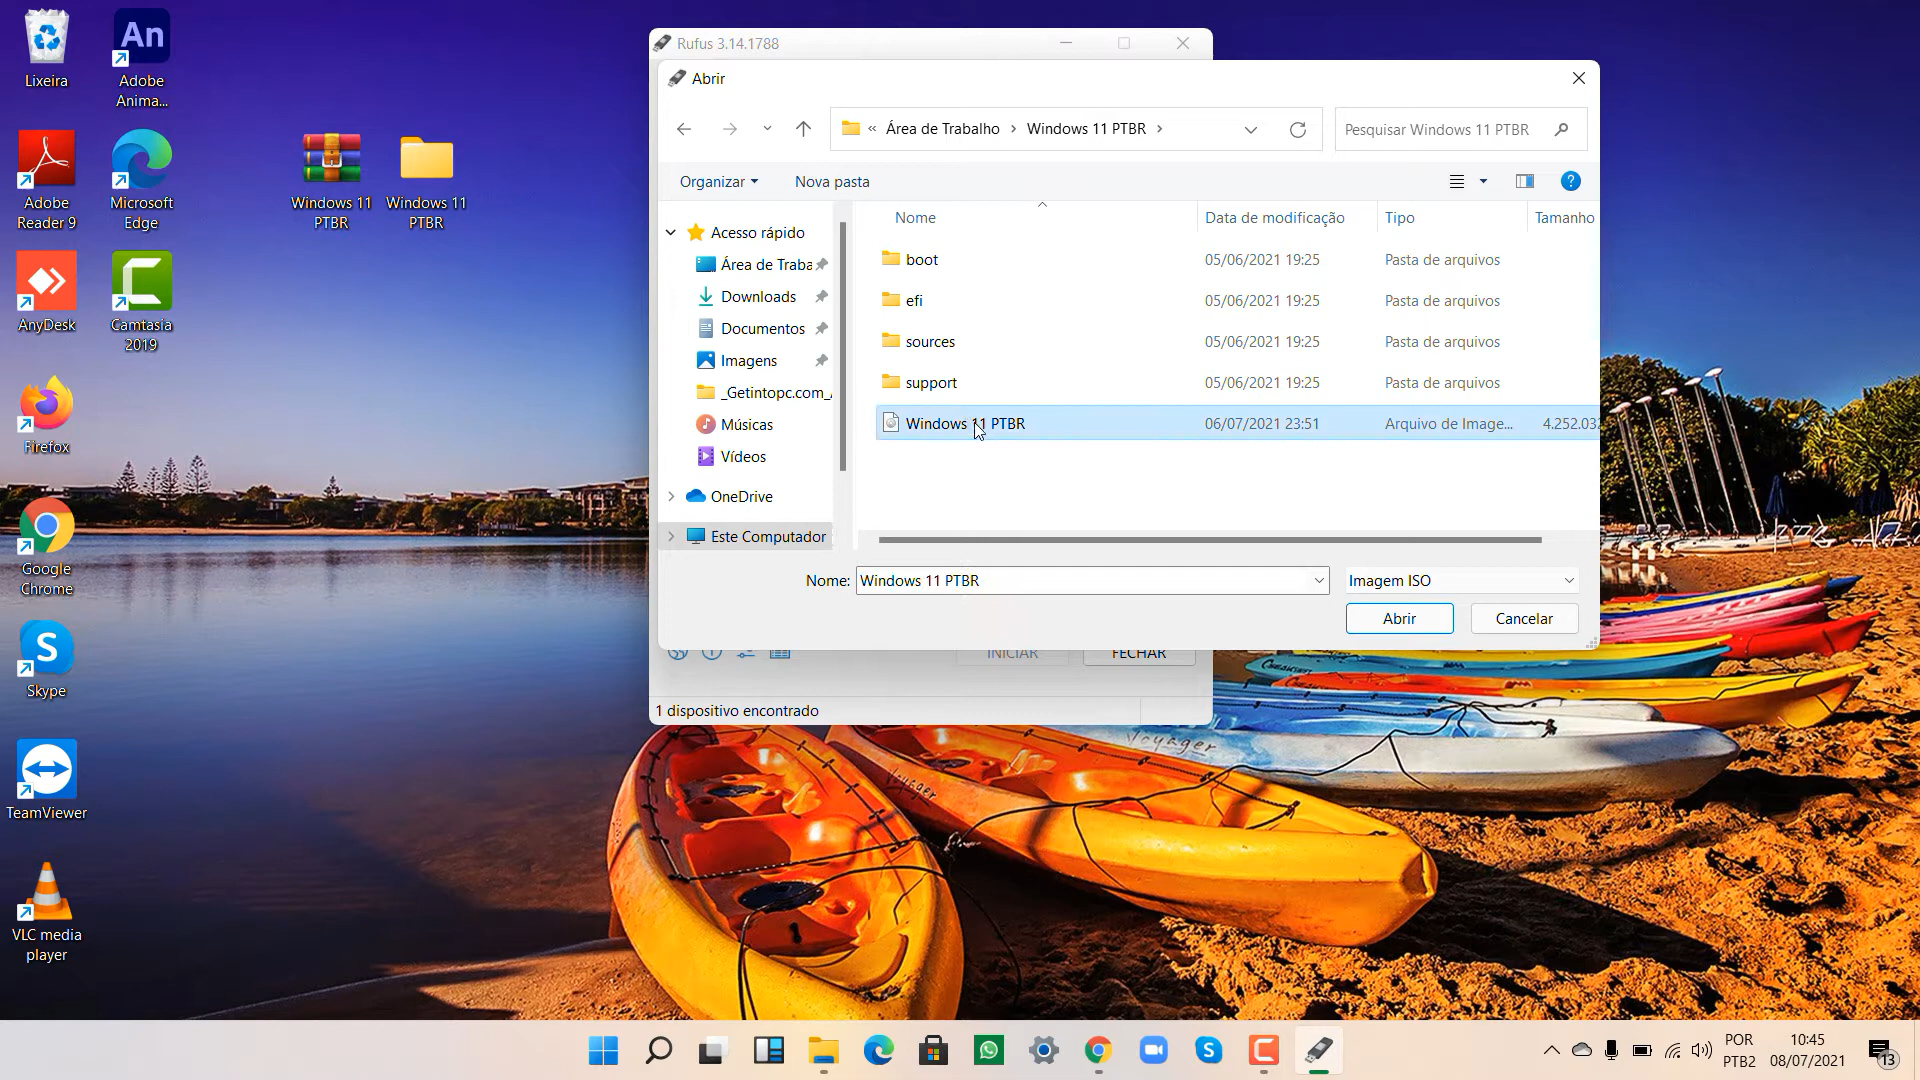 Lixeira
Adobe
Anima...
Adobe
Reader 9
Microsoft
Edge
Windows 11
PTBR
Windows 11
PTBR
AnyDesk
Camtasia
2019
Firefox
Google
Chrome
Skype
TeamViewer
VLC media
player
Rufus 3.14.1788
Abrir
« Área de Trabalho > Windows 11 PTBR >
Pesquisar Windows 11 PTBR
Organizar
Nova pasta
Nome
Data de modificação
Tipo
Tamanho
Acesso rápido
Área de Traba
Downloads
Documentos
Imagens
_Getintopc.com_
Músicas
Vídeos
OneDrive
Este Computador
boot 05/06/2021 19:25 Pasta de arquivos
efi 05/06/2021 19:25 Pasta de arquivos
sources 05/06/2021 19:25 Pasta de arquivos
support 05/06/2021 19:25 Pasta de arquivos
Windows 11 PTBR 06/07/2021 23:51 Arquivo de Image... 4.252.032
Nome: Windows 11 PTBR
Imagem ISO
Abrir
Cancelar
INICIAR
FECHAR
1 dispositivo encontrado
Voyager
Voyager
POR
PTB2
10:45
08/07/2021
13